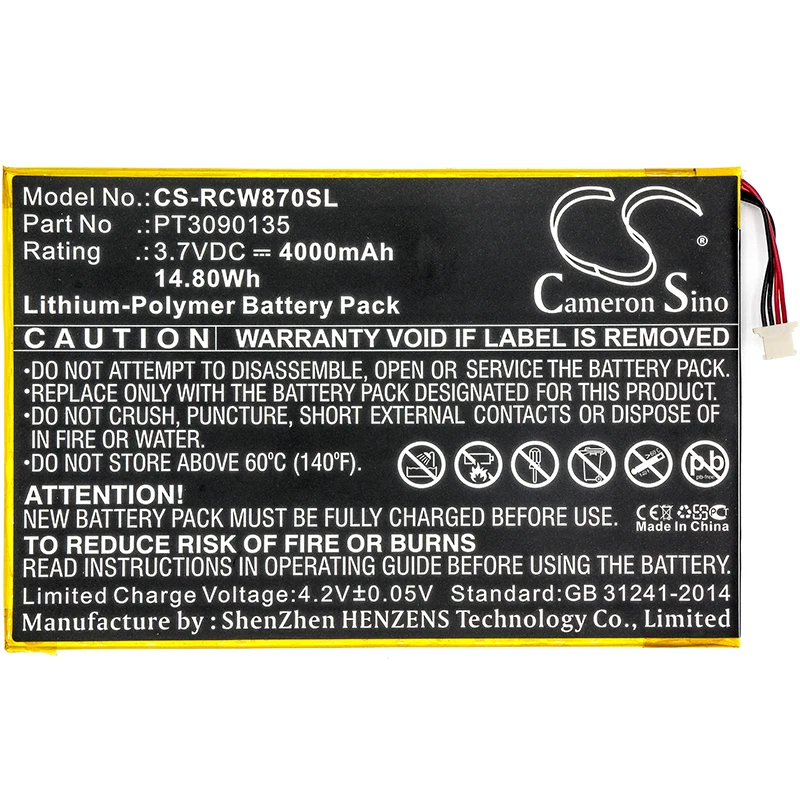 Model No.: CS-RCW870SL
Part No : PT3090135
Rating : 3.7VDC ⎓ 4000mAh
14.80Wh
Lithium-Polymer Battery Pack
Cameron Sino
®
CAUTION WARRANTY VOID IF LABEL IS REMOVED
•DO NOT ATTEMPT TO DISASSEMBLE, OPEN OR SERVICE THE BATTERY PACK.
•REPLACE ONLY WITH THE BATTERY PACK DESIGNATED FOR THIS PRODUCT.
•DO NOT CRUSH, PUNCTURE, SHORT EXTERNAL CONTACTS OR DISPOSE OF
IN FIRE OR WATER.
•DO NOT STORE ABOVE 60°C (140°F).
Pb
ATTENTION!
NEW BATTERY PACK MUST BE FULLY CHARGED BEFORE USE
CE
Made In China
TO REDUCE RISK OF FIRE OR BURNS
READ INSTRUCTIONS IN OPERATING GUIDE BEFORE USING THE BATTERY.
Limited Charge Voltage:4.2V±0.05V Standard:GB 31241-2014
Manufacture by : ShenZhen HENZENS Technology Co., Limited